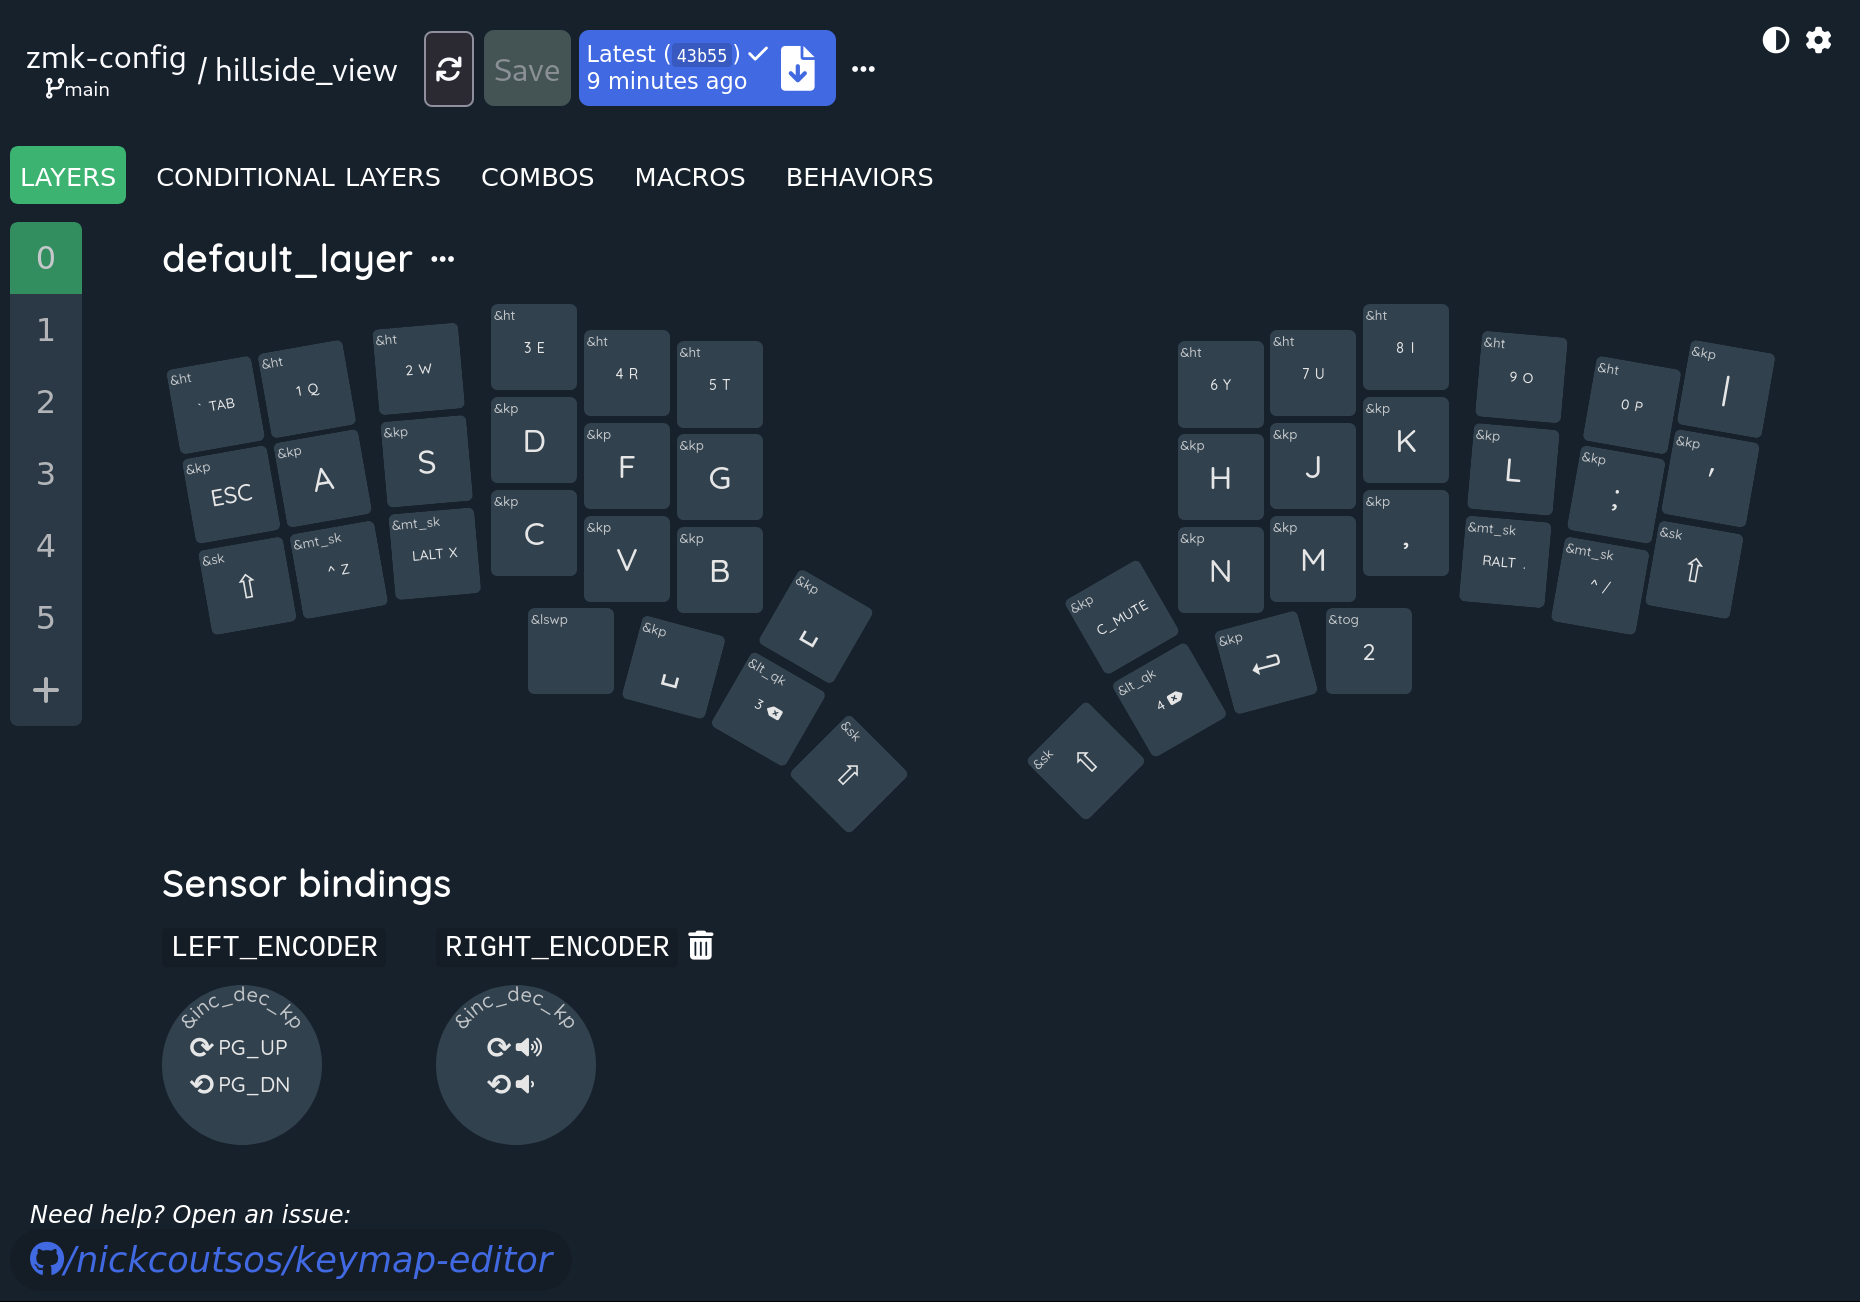 zmk-config
main
/ hillside_view
Save
Latest ( 43b55 )
9 minutes ago
LAYERS CONDITIONAL LAYERS COMBOS MACROS BEHAVIORS
0
1
2
3
4
5
+
default_layer
&ht ` TAB
&ht 1 Q
&ht 2 W
&ht 3 E
&ht 4 R
&ht 5 T
&ht 6 Y
&ht 7 U
&ht 8 I
&ht 9 O
&ht 0 P
&kp |
&kp ESC
&kp A
&kp S
&kp D
&kp F
&kp G
&kp H
&kp J
&kp K
&kp L
&kp ;
&kp '
&sk ⇧
&mt_sk ^ Z
&mt_sk LALT X
&kp C
&kp V
&kp B
&kp ␣
&kp C_MUTE
&kp N
&kp M
&kp ,
&mt_sk RALT .
&mt_sk ^ /
&sk ⇧
&lswp
&kp ␣
&lt_qk 3 ⌫
&sk ⇧
&sk ⇧
&lt_qk 4 ⌫
&kp ↩
&tog 2
Sensor bindings
LEFT_ENCODER RIGHT_ENCODER
&inc_dec_kp
⟳ PG_UP
⟲ PG_DN
&inc_dec_kp
⟳
⟲
Need help? Open an issue:
/nickcoutsos/keymap-editor